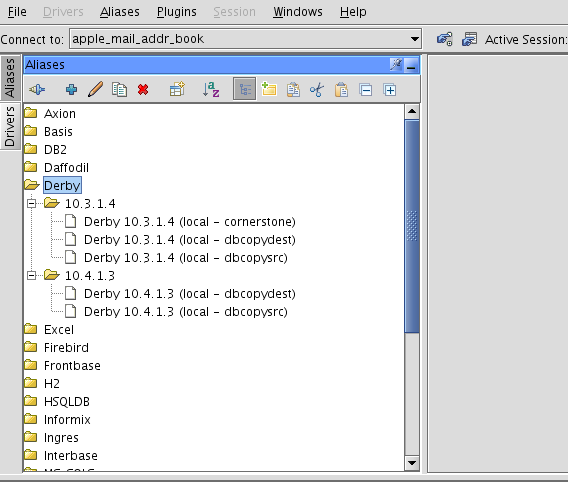 File Drivers Aliases Plugins Session Windows Help
Connect to: apple_mail_addr_book Active Session:
Aliases
Aliases
Drivers
Axion
Basis
DB2
Daffodil
Derby
10.3.1.4
Derby 10.3.1.4 (local - cornerstone)
Derby 10.3.1.4 (local - dbcopydest)
Derby 10.3.1.4 (local - dbcopysrc)
10.4.1.3
Derby 10.4.1.3 (local - dbcopydest)
Derby 10.4.1.3 (local - dbcopysrc)
Excel
Firebird
Frontbase
H2
HSQLDB
Informix
Ingres
Interbase